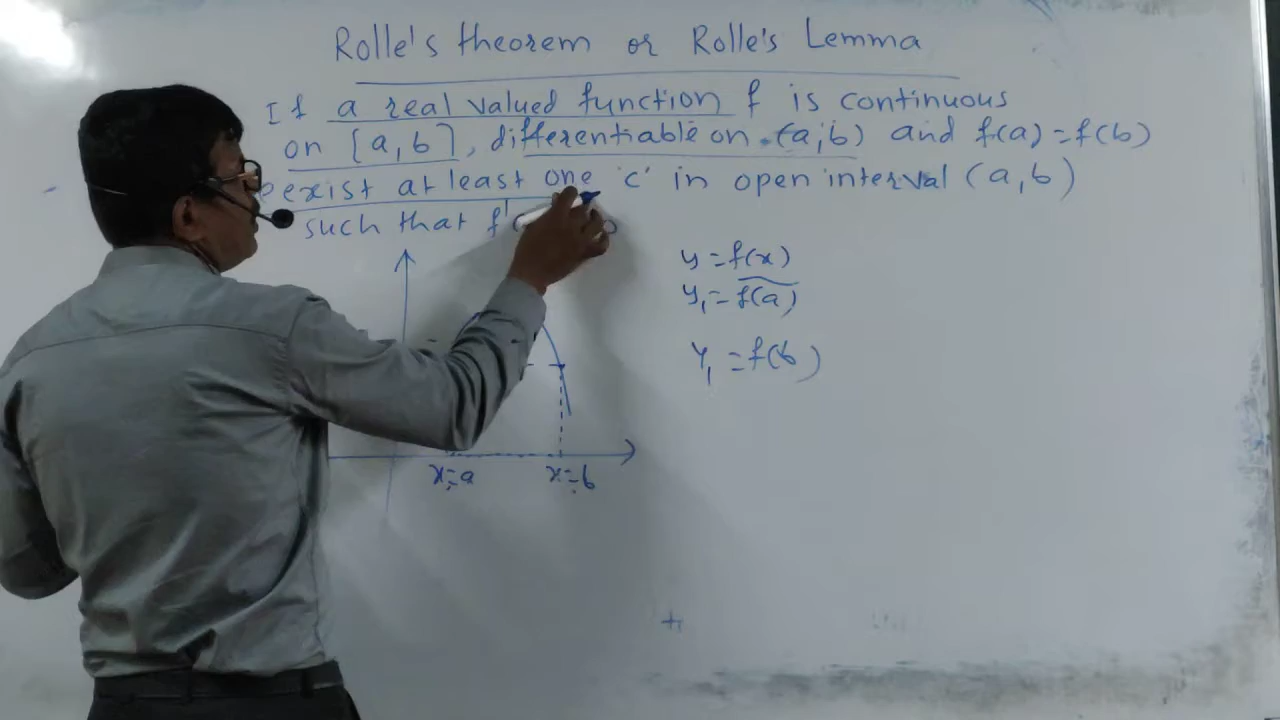 Rolle's theorem or Rolle's Lemma
If a real valued function f is continuous
on [a, b], differentiable on (a, b) and f(a) = f(b)
exist at least one 'c' in open interval (a, b)
such that f'
y = f(x)
y₁ = f(a)
y₁ = f(b)
x = a
x = b